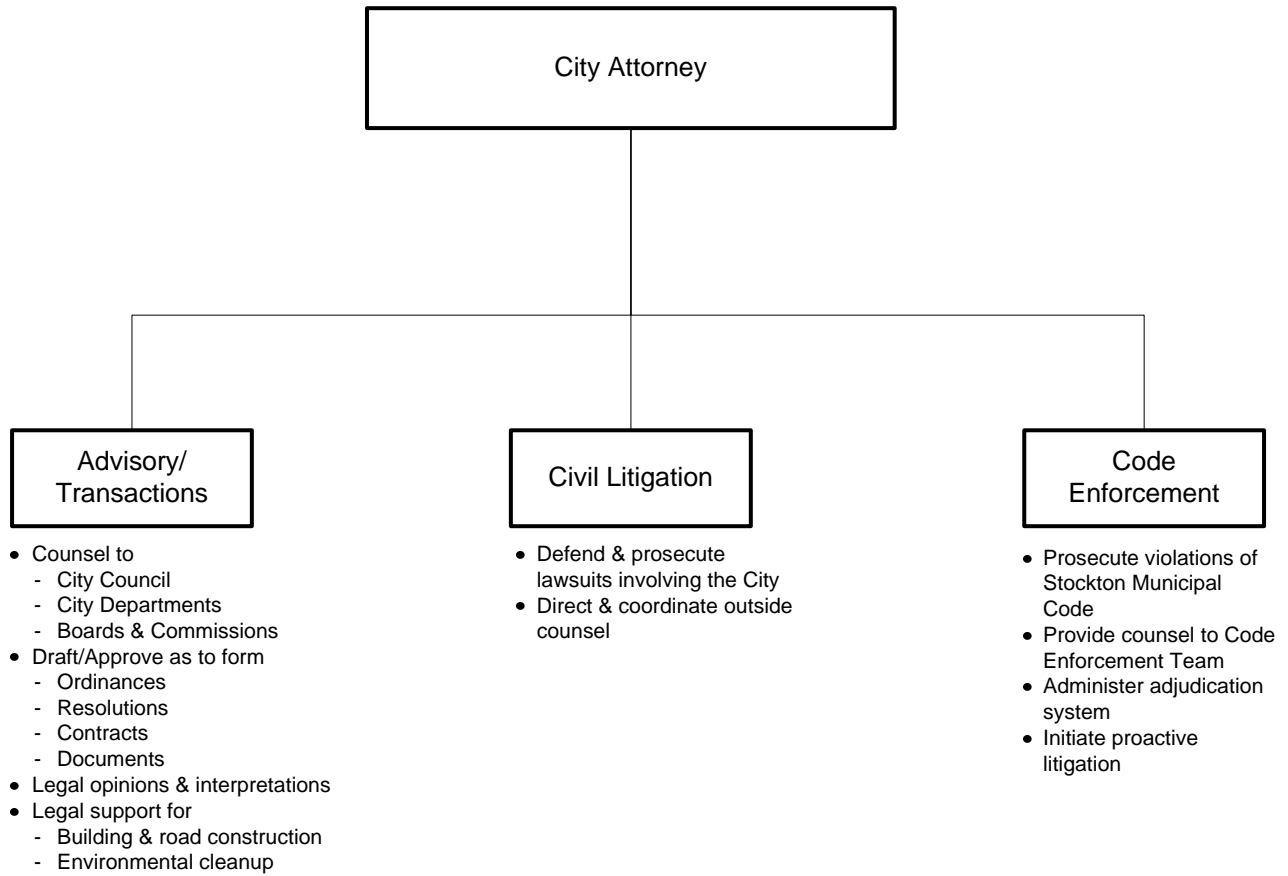 City Attorney
Advisory/
Transactions
• Counsel to
- City Council
- City Departments
- Boards & Commissions
• Draft/Approve as to form
- Ordinances
- Resolutions
- Contracts
- Documents
• Legal opinions & interpretations
• Legal support for
- Building & road construction
- Environmental cleanup
Civil Litigation
• Defend & prosecute
lawsuits involving the City
• Direct & coordinate outside
counsel
Code
Enforcement
• Prosecute violations of
Stockton Municipal
Code
• Provide counsel to Code
Enforcement Team
• Administer adjudication
system
• Initiate proactive
litigation